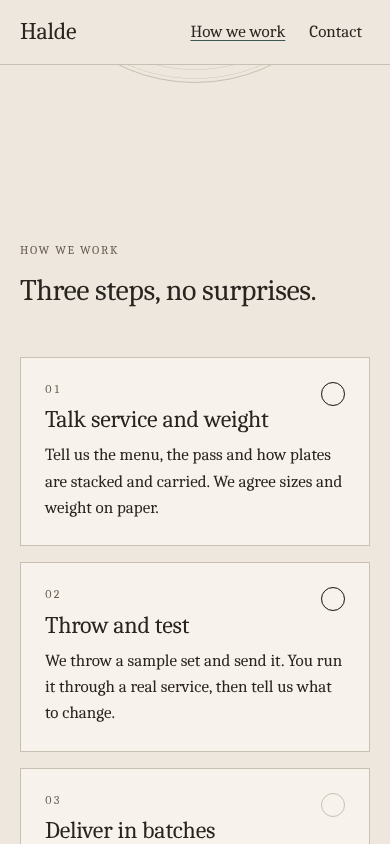 Halde
How we work
Contact
HOW WE WORK
Three steps, no surprises.
01
Talk service and weight
Tell us the menu, the pass and how plates
are stacked and carried. We agree sizes and
weight on paper.
02
Throw and test
We throw a sample set and send it. You run
it through a real service, then tell us what
to change.
03
Deliver in batches